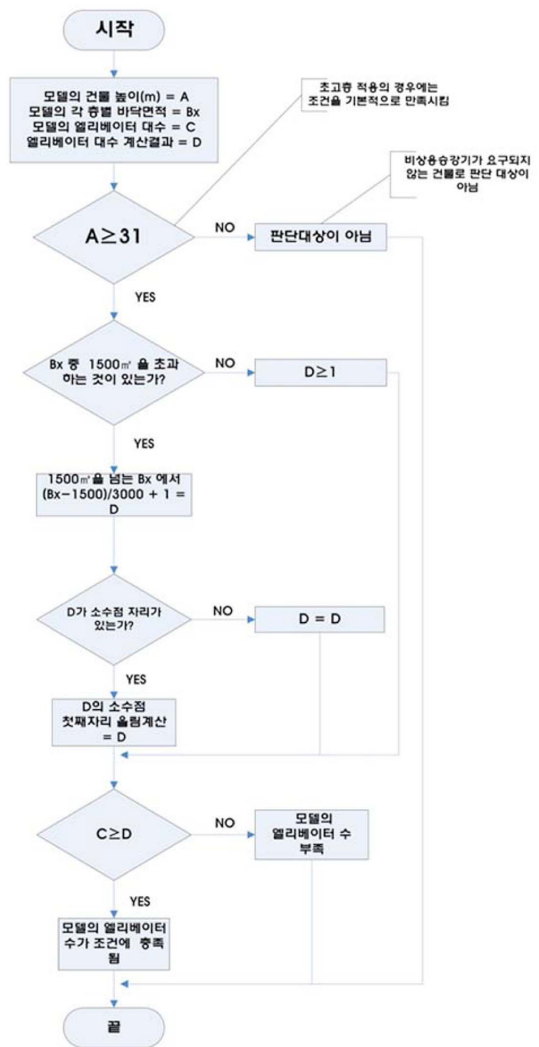 시작
모델의 건물 높이(m) = A
모델의 각 층별 바닥면적 = Bx
모델의 엘리베이터 대수 = C
엘리베이터 대수 계산결과 = D
초고층 적용의 경우에는
조건을 기본적으로 만족시킴
비상용승강기가 요구되지
않는 건물로 판단 대상이
아님
A≥31
NO
판단대상이 아님
YES
Bx 중 1500㎡ 을 초과
하는 것이 있는가?
NO
D≥1
YES
1500㎡을 넘는 Bx 에서
(Bx-1500)/3000 + 1 =
D
D가 소수점 자리가
있는가?
NO
D = D
YES
D의 소수점
첫째자리 올림계산
= D
C≥D
NO
모델의
엘리베이터 수
부족
YES
모델의 엘리베이터
수가 조건에 충족
됨
끝